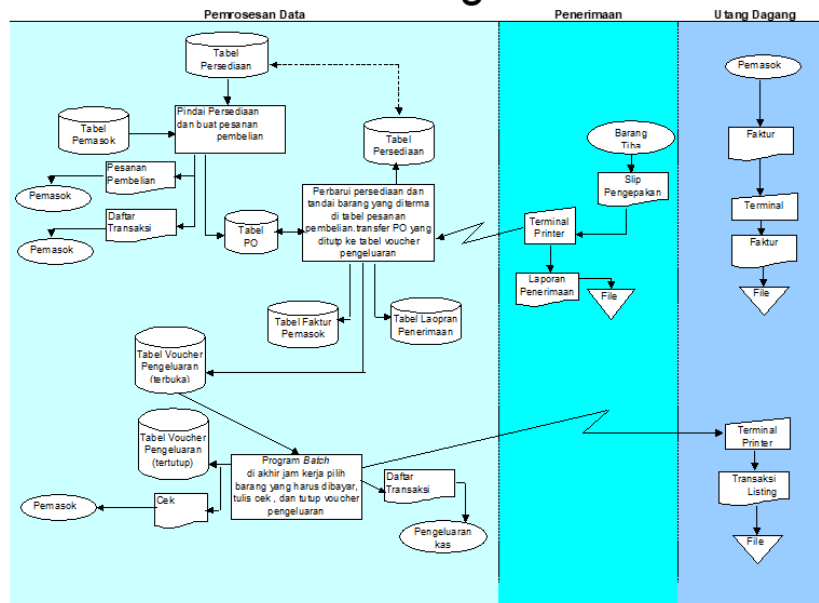 g
Pemrosesan Data
Penerimaan
Utang Dagang
Tabel
Persediaan
Tabel
Pemasok
Pindai Persediaan
dan buat pesanan
pembelian
Tabel
Persediaan
Pesanan
Pembelian
Pemasok
Daftar
Transaksi
Pemasok
Tabel
PO
Perbarui persediaan dan
tandai barang yang diterma
di tabel pesanan
pembelian.transfer PO yang
ditutp ke tabel voucher
pengeluaran
Tabel Faktur
Pemasok
Tabel Laopran
Penerimaan
Tabel Voucher
Pengeluaran
(terbuka)
Tabel Voucher
Pengeluaran
(tertutup)
Program Batch
di akhir jam kerja pilih
barang yang harus dibayar,
tulis cek , dan tutup voucher
pengeluaran
Cek
Pemasok
Daftar
Transaksi
Pengeluaran
kas
Barang
Tiba
Slip
Pengepakan
Terminal
Printer
Laporan
Penerimaan
File
Pemasok
Faktur
Terminal
Faktur
File
Terminal
Printer
Transaksi
Listing
File